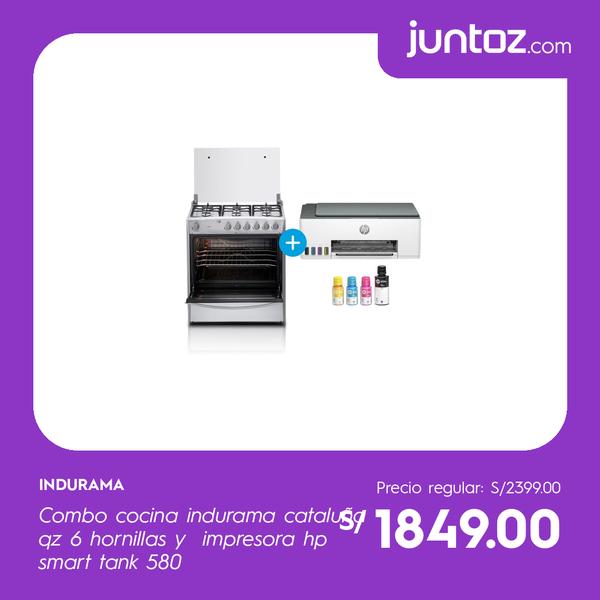 juntoz.com
hp
INDURAMA
Precio regular: S/2399.00
Combo cocina indurama cataluña
qz 6 hornillas y impresora hp
smart tank 580
S/ 1849.00